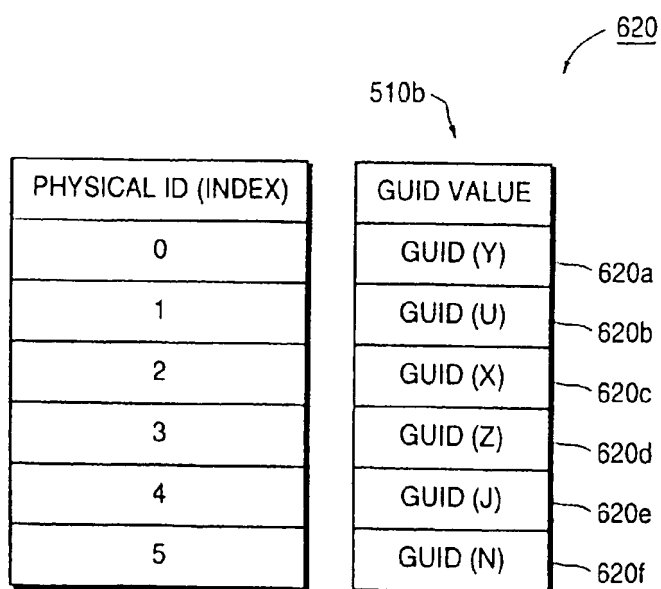 620
510b
PHYSICAL ID (INDEX) GUID VALUE
0 GUID (Y) 620a
1 GUID (U) 620b
2 GUID (X) 620c
3 GUID (Z) 620d
4 GUID (J) 620e
5 GUID (N) 620f